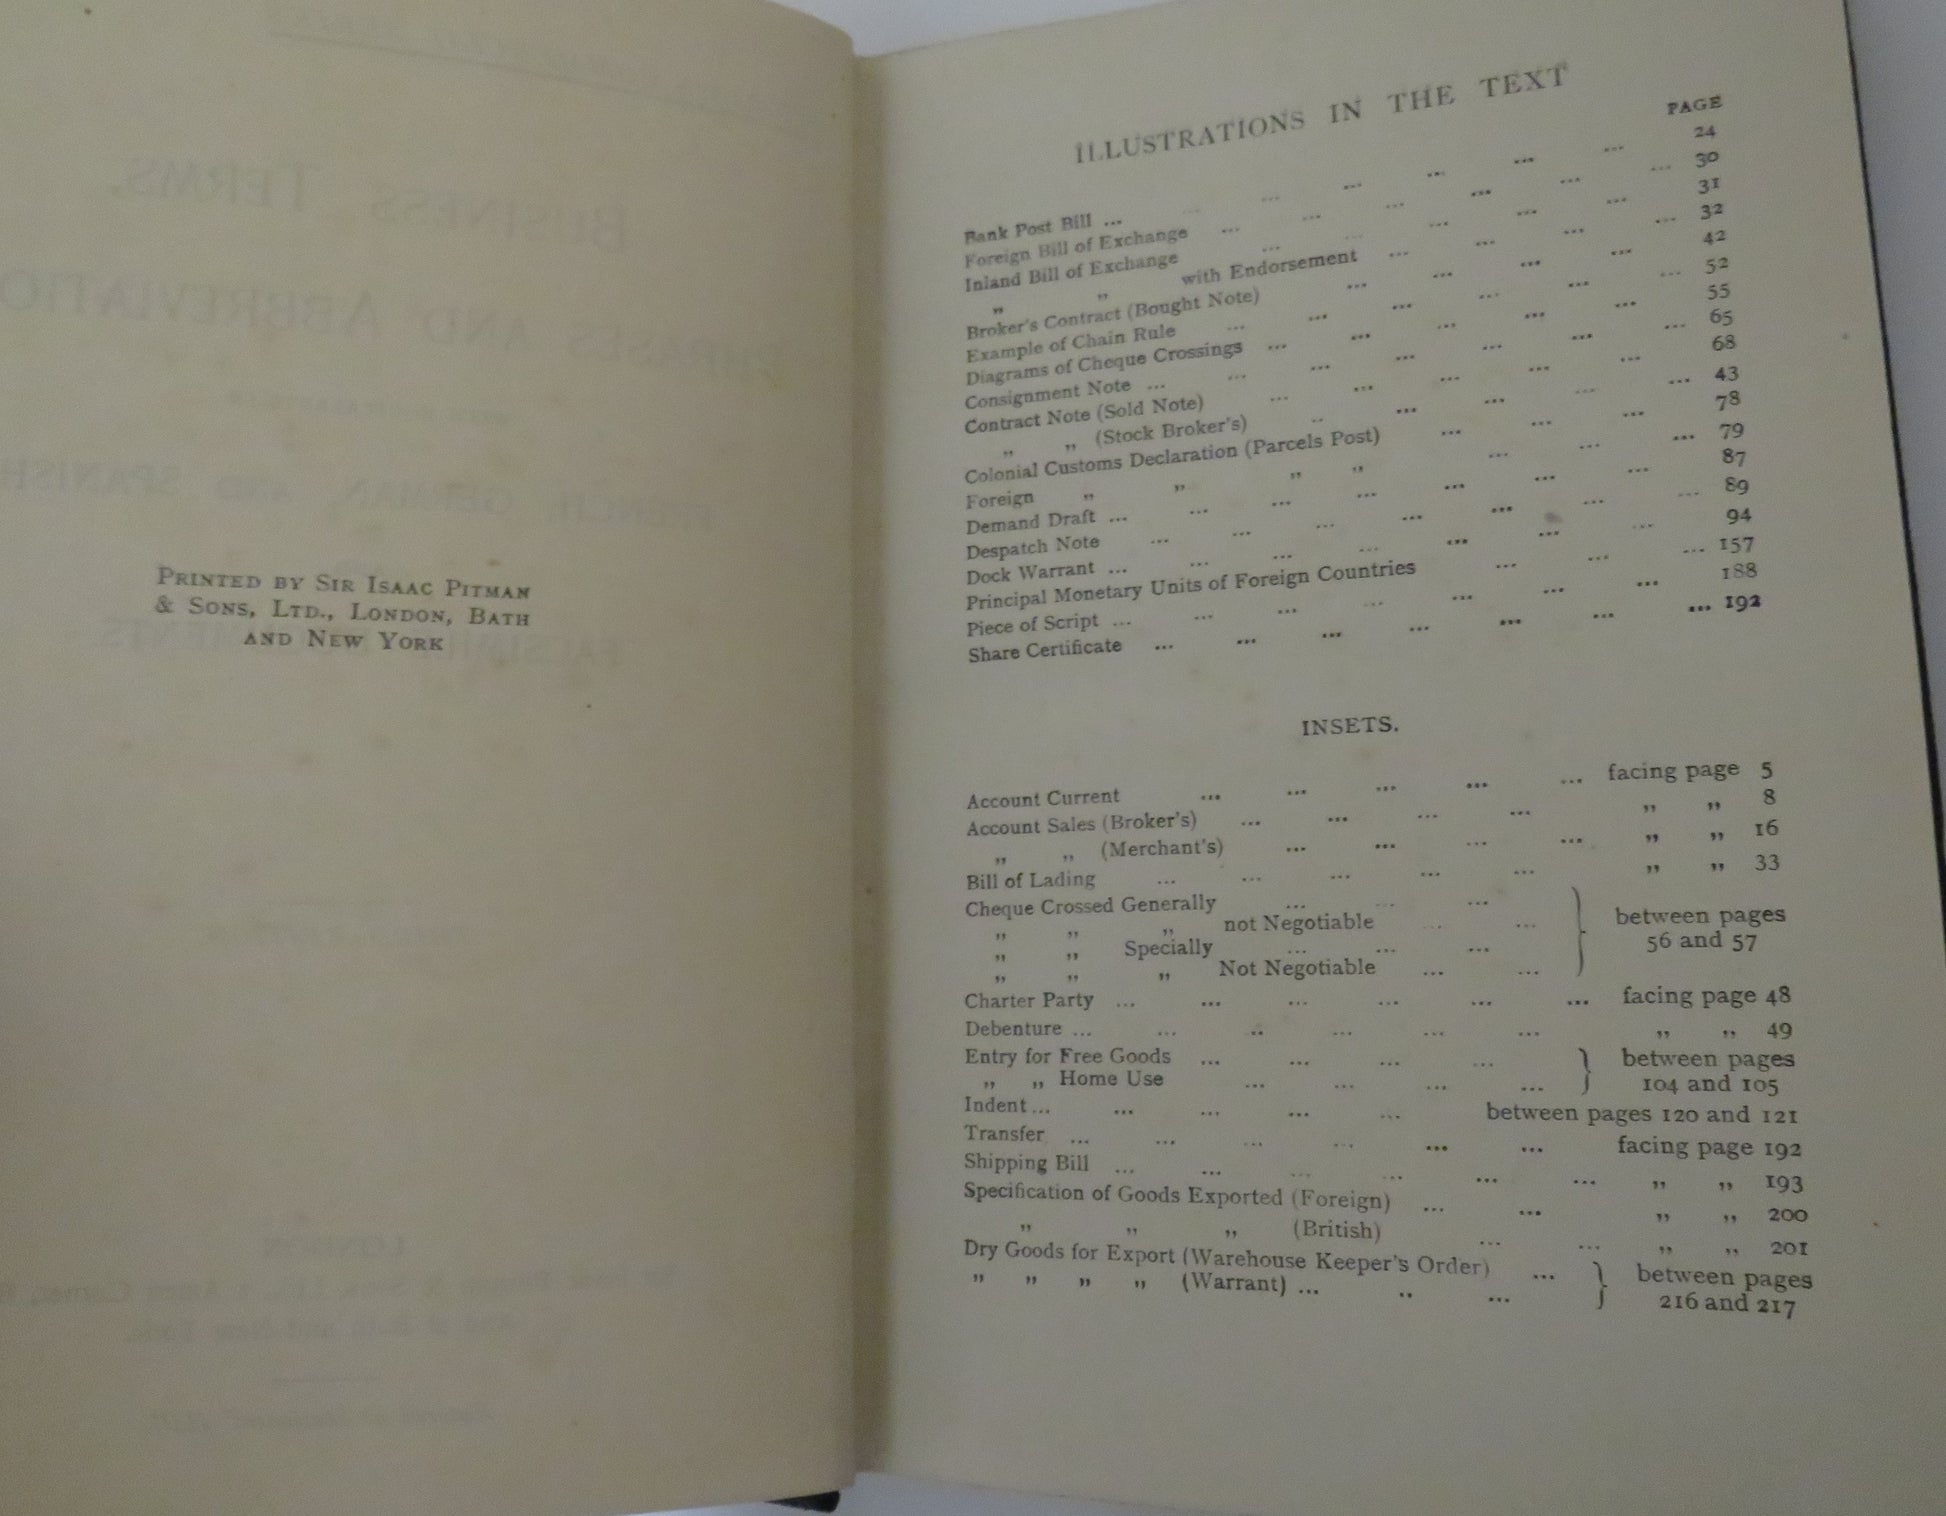 PRINTED BY SIR ISAAC PITMAN
& SONS, LTD., LONDON, BATH
AND NEW YORK
ILLUSTRATIONS IN THE TEXT
PAGE
Bank Post Bill ... ... ... ... ... ... ... 24
Foreign Bill of Exchange ... ... ... ... ... ... 30
Inland Bill of Exchange ... ... ... ... ... 31
„ „ with Endorsement ... ... ... ... 32
Broker's Contract (Bought Note) ... ... ... ... 42
Example of Chain Rule ... ... ... ... ... ... 52
Diagrams of Cheque Crossings ... ... ... ... ... 55
Consignment Note ... ... ... ... ... ... ... 65
Contract Note (Sold Note) ... ... ... ... ... 68
„ „ (Stock Broker's) .. ... ... ... ... 43
Colonial Customs Declaration (Parcels Post) ... ... ... 78
Foreign „ „ „ „ ... ... ... 79
Demand Draft ... ... ... ... ... ... ... 87
Despatch Note ... ... ... ... ... ... ... 89
Dock Warrant ... ... ... ... ... ... ... 94
Principal Monetary Units of Foreign Countries ... ... ... 157
Piece of Script ... ... ... ... ... ... ... 188
Share Certificate ... ... ... ... ... ... ... 192
INSETS.
Account Current ... ... ... ... ... facing page 5
Account Sales (Broker's) ... ... ... ... „ „ 8
„ „ (Merchant's) ... ... ... ... „ „ 16
Bill of Lading ... ... ... ... ... „ „ 33
Cheque Crossed Generally ... ... ...
„ „ „ not Negotiable ... ... } between pages
„ „ Specially ... ... ... 56 and 57
„ „ „ Not Negotiable ... ...
Charter Party ... ... ... ... ... ... facing page 48
Debenture ... ... .. ... ... ... „ „ 49
Entry for Free Goods ... ... ... ... } between pages
„ „ Home Use ... ... ... ... 104 and 105
Indent ... ... ... ... ... between pages 120 and 121
Transfer ... ... ... ... ... ... facing page 192
Shipping Bill ... ... ... ... ... ... „ „ 193
Specification of Goods Exported (Foreign) ... ... „ „ 200
„ „ „ (British) ... ... „ „ 201
Dry Goods for Export (Warehouse Keeper's Order) ... } between pages
„ „ „ „ (Warrant) ... .. ... 216 and 217